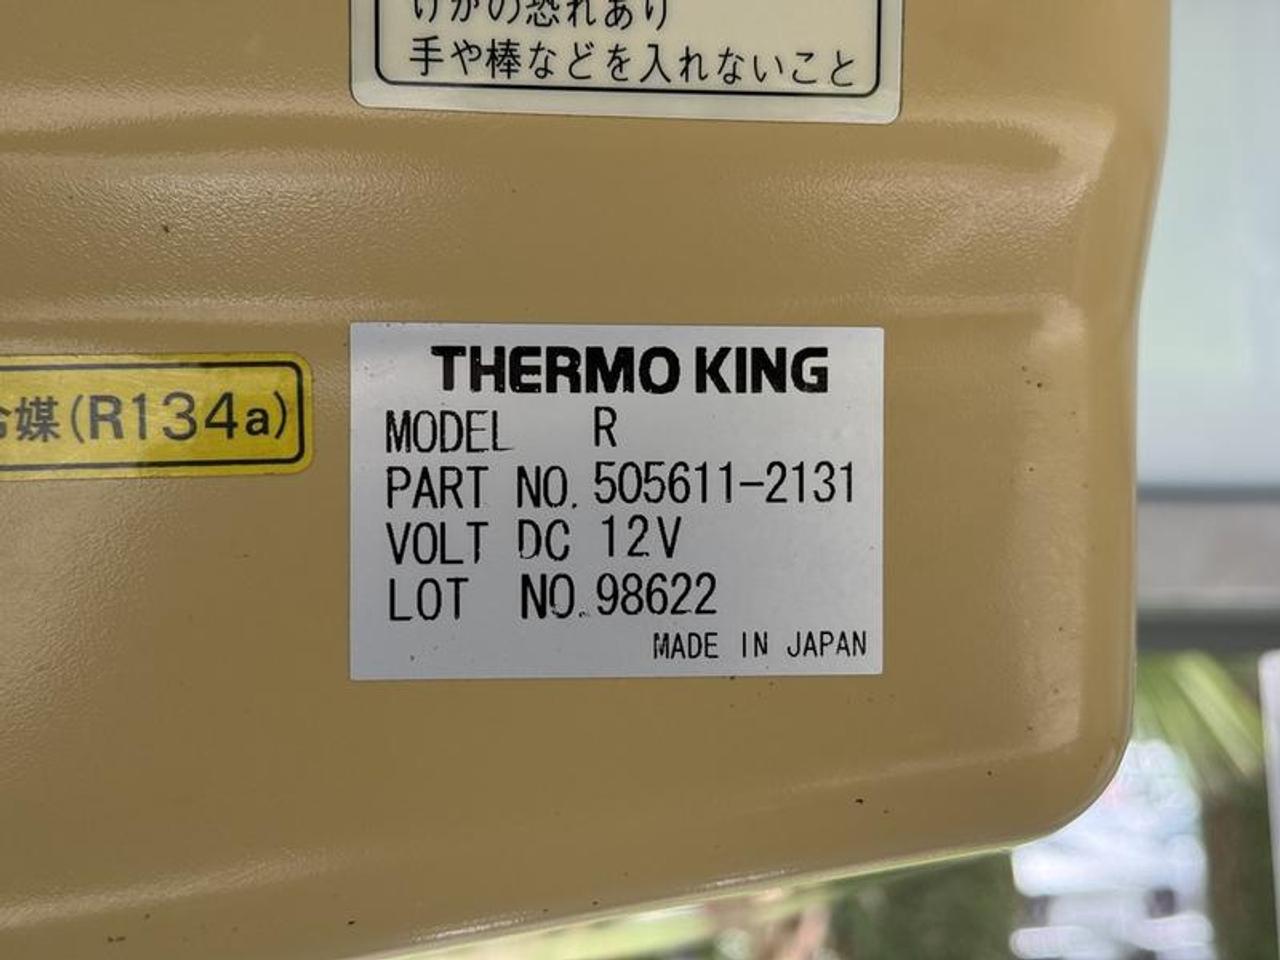 けがの恐れあり
手や棒などを入れないこと
冷媒(R134a)
THERMO KING
MODEL R
PART NO. 505611-2131
VOLT DC 12V
LOT NO. 98622
MADE IN JAPAN